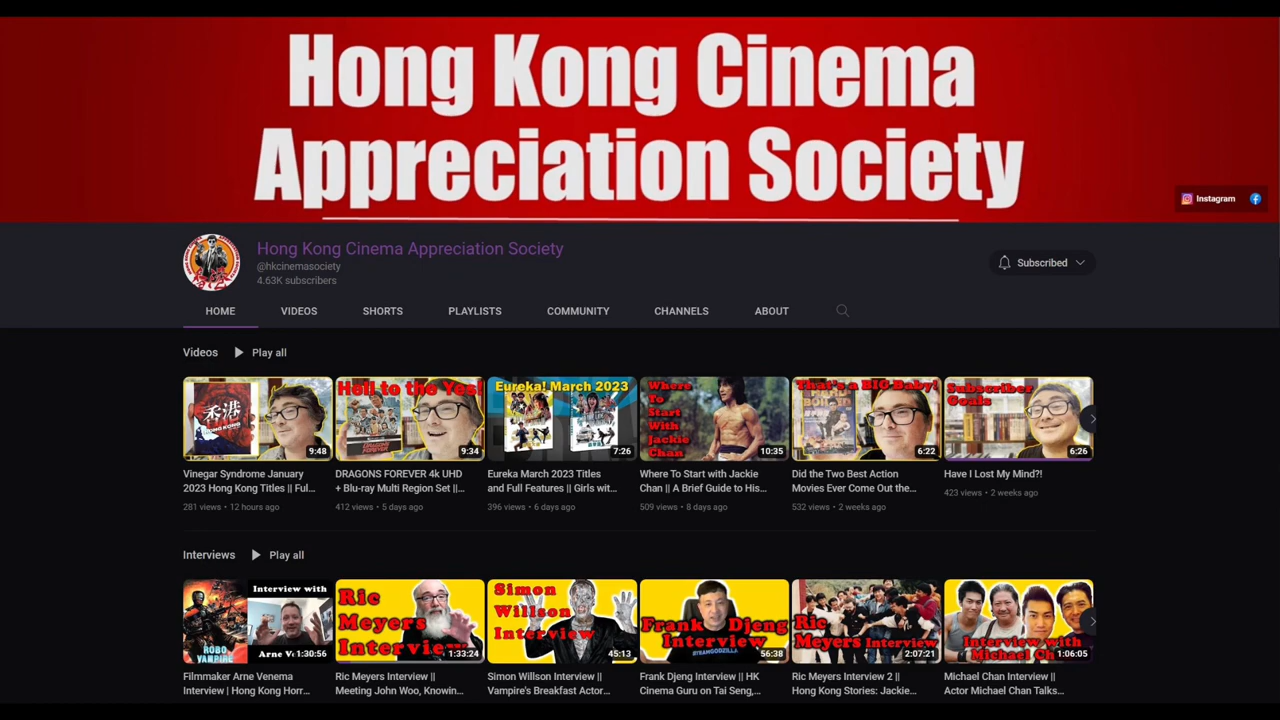 Hong Kong Cinema
Appreciation Society
Instagram
Hong Kong Cinema Appreciation Society
@hkcinemasociety
4.63K subscribers
Subscribed
HOME
VIDEOS
SHORTS
PLAYLISTS
COMMUNITY
CHANNELS
ABOUT
Videos
Play all
香港
HONG KONG
9:48
Hell to the Yes!
DRAGONS
FOREVER
9:34
Eureka! March 2023
7:26
Where
To
Start
With
Jackie
Chan
10:35
That's a BIG Baby!
HARD
BOILED
6:22
Subscriber
Goals
6:26
Vinegar Syndrome January
2023 Hong Kong Titles || Ful...
281 views • 12 hours ago
DRAGONS FOREVER 4k UHD
+ Blu-ray Multi Region Set ||...
412 views • 5 days ago
Eureka March 2023 Titles
and Full Features || Girls wit...
396 views • 6 days ago
Where To Start with Jackie
Chan || A Brief Guide to His...
509 views • 8 days ago
Did the Two Best Action
Movies Ever Come Out the...
532 views • 2 weeks ago
Have I Lost My Mind?!
423 views • 2 weeks ago
Interviews
Play all
Interview with
ROBO
VAMPIRE
Arne V
1:30:56
Ric
Meyers
Interview
1:33:24
Simon
Willson
Interview
45:13
Frank Djeng
Interview
#TEAMGODZILLA
56:38
Ric
Meyers Interview
2:07:21
Interview with
Michael Ch
1:06:05
Filmmaker Arne Venema
Interview | Hong Kong Horr...
Ric Meyers Interview ||
Meeting John Woo, Knowin...
Simon Willson Interview ||
Vampire's Breakfast Actor...
Frank Djeng Interview || HK
Cinema Guru on Tai Seng,...
Ric Meyers Interview 2 ||
Hong Kong Stories: Jackie...
Michael Chan Interview ||
Actor Michael Chan Talks...